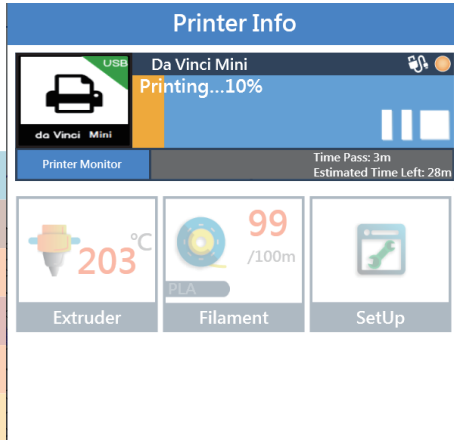 Printer Info
USB
Da Vinci Mini
Printing...10%
da Vinci Mini
Printer Monitor
Time Pass: 3m
Estimated Time Left: 28m
203 °C
Extruder
99
/100m
PLA
Filament
SetUp